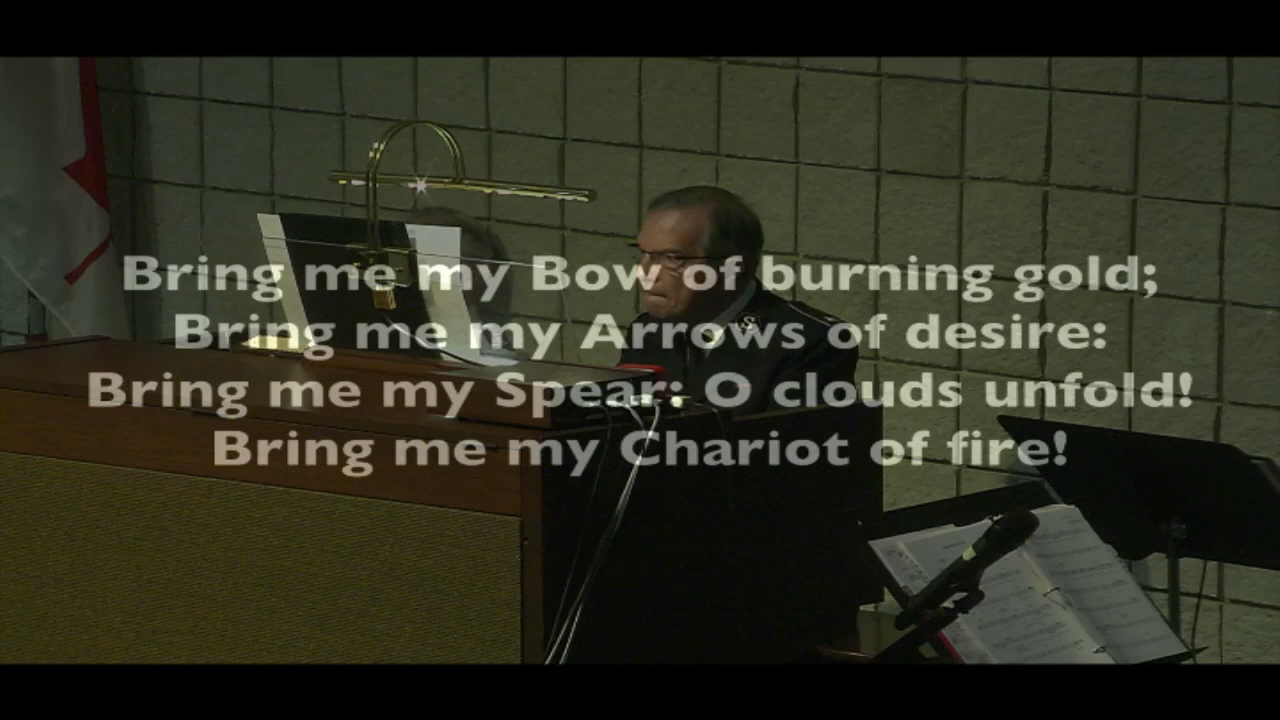 Bring me my Bow of burning gold;
Bring me my Arrows of desire:
Bring me my Spear: O clouds unfold!
Bring me my Chariot of fire!
S